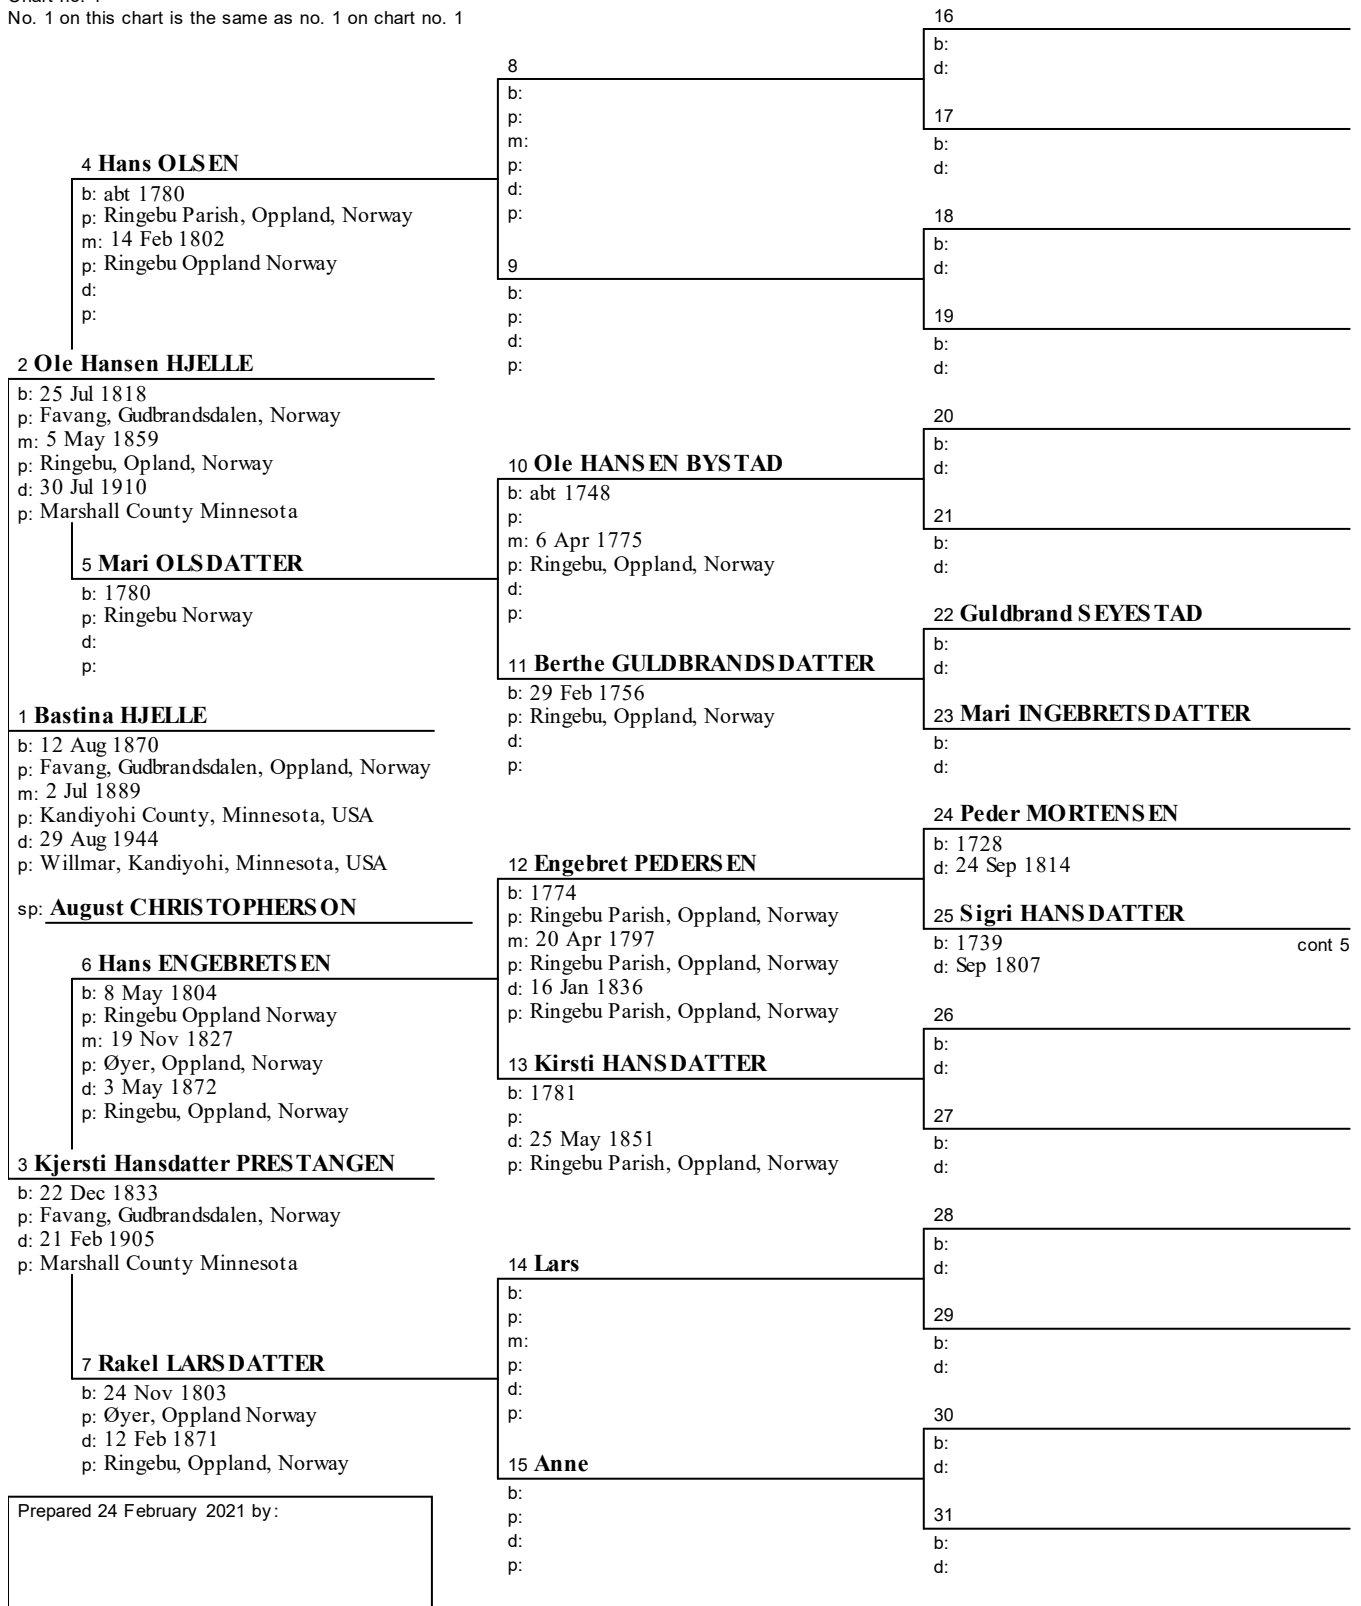 No. 1 on this chart is the same as no. 1 on chart no. 1
4 Hans OLSEN
b: abt 1780
p: Ringebu Parish, Oppland, Norway
m: 14 Feb 1802
p: Ringebu Oppland Norway
d:
p:
2 Ole Hansen HJELLE
b: 25 Jul 1818
p: Favang, Gudbrandsdalen, Norway
m: 5 May 1859
p: Ringebu, Opland, Norway
d: 30 Jul 1910
p: Marshall County Minnesota
5 Mari OLSDATTER
b: 1780
p: Ringebu Norway
d:
p:
1 Bastina HJELLE
b: 12 Aug 1870
p: Favang, Gudbrandsdalen, Oppland, Norway
m: 2 Jul 1889
p: Kandiyohi County, Minnesota, USA
d: 29 Aug 1944
p: Willmar, Kandiyohi, Minnesota, USA
sp: August CHRISTOPHERSON
6 Hans ENGEBRETSEN
b: 8 May 1804
p: Ringebu Oppland Norway
m: 19 Nov 1827
p: Øyer, Oppland, Norway
d: 3 May 1872
p: Ringebu, Oppland, Norway
3 Kjersti Hansdatter PRESTANGEN
b: 22 Dec 1833
p: Favang, Gudbrandsdalen, Norway
d: 21 Feb 1905
p: Marshall County Minnesota
7 Rakel LARSDATTER
b: 24 Nov 1803
p: Øyer, Oppland Norway
d: 12 Feb 1871
p: Ringebu, Oppland, Norway
Prepared 24 February 2021 by:
8
b:
p:
m:
p:
d:
p:
9
b:
p:
d:
p:
10 Ole HANSEN BYSTAD
b: abt 1748
p:
m: 6 Apr 1775
p: Ringebu, Oppland, Norway
d:
p:
11 Berthe GULDBRANDSDATTER
b: 29 Feb 1756
p: Ringebu, Oppland, Norway
d:
p:
12 Engebret PEDERSEN
b: 1774
p: Ringebu Parish, Oppland, Norway
m: 20 Apr 1797
p: Ringebu Parish, Oppland, Norway
d: 16 Jan 1836
p: Ringebu Parish, Oppland, Norway
13 Kirsti HANSDATTER
b: 1781
p:
d: 25 May 1851
p: Ringebu Parish, Oppland, Norway
14 Lars
b:
p:
m:
p:
d:
p:
15 Anne
b:
p:
d:
p:
16
b:
d:
17
b:
d:
18
b:
d:
19
b:
d:
20
b:
d:
21
b:
d:
22 Guldbrand SEYESTAD
b:
d:
23 Mari INGEBRETSDATTER
b:
d:
24 Peder MORTENSEN
b: 1728
d: 24 Sep 1814
25 Sigri HANSDATTER
b: 1739 cont 5
d: Sep 1807
26
b:
d:
27
b:
d:
28
b:
d:
29
b:
d:
30
b:
d:
31
b:
d: